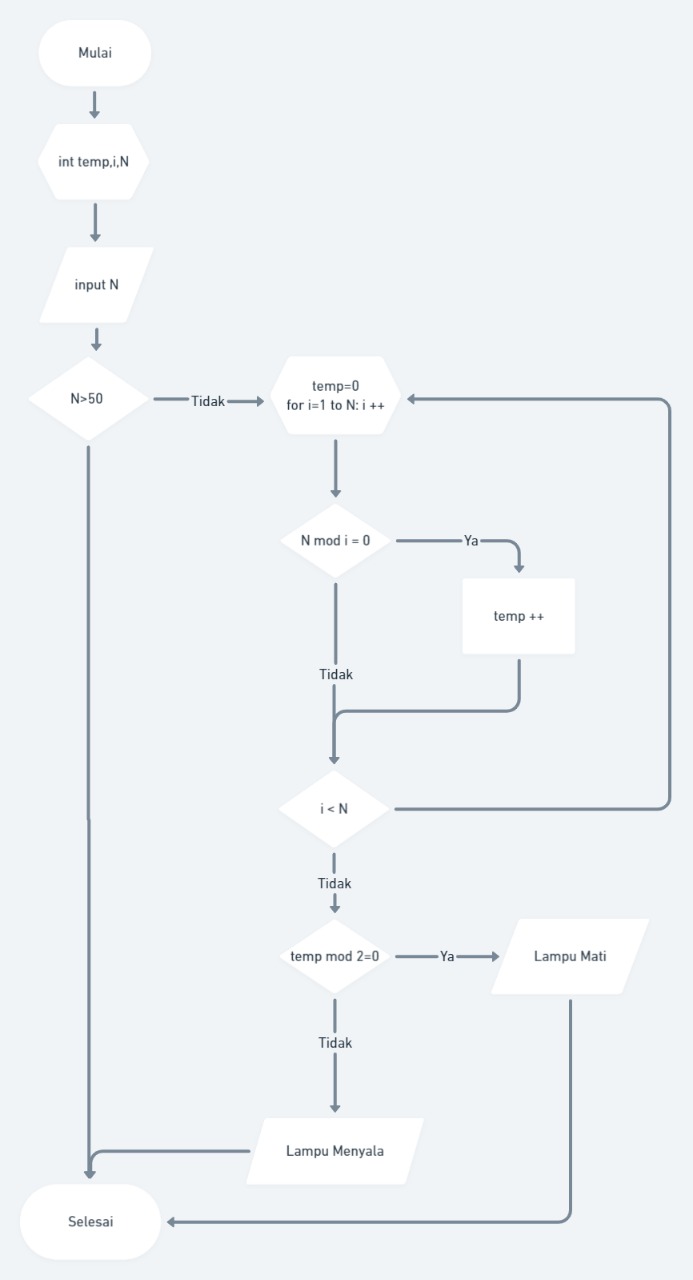 Mulai
int temp,i,N
input N
N>50
Tidak
temp=0
for i=1 to N: i ++
N mod i = 0
Ya
temp ++
Tidak
i < N
Tidak
temp mod 2=0
Ya
Lampu Mati
Tidak
Lampu Menyala
Selesai